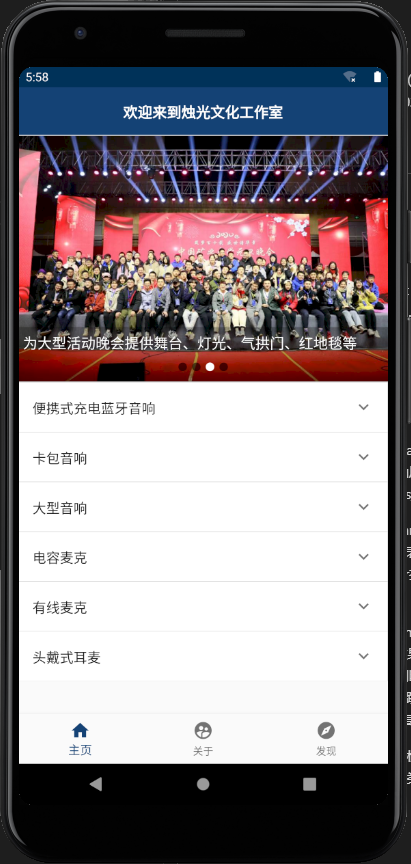 5:58
欢迎来到烛光文化工作室
为大型活动晚会提供舞台、灯光、气拱门、红地毯等
便携式充电蓝牙音响
卡包音响
大型音响
电容麦克
有线麦克
头戴式耳麦
主页
关于
发现